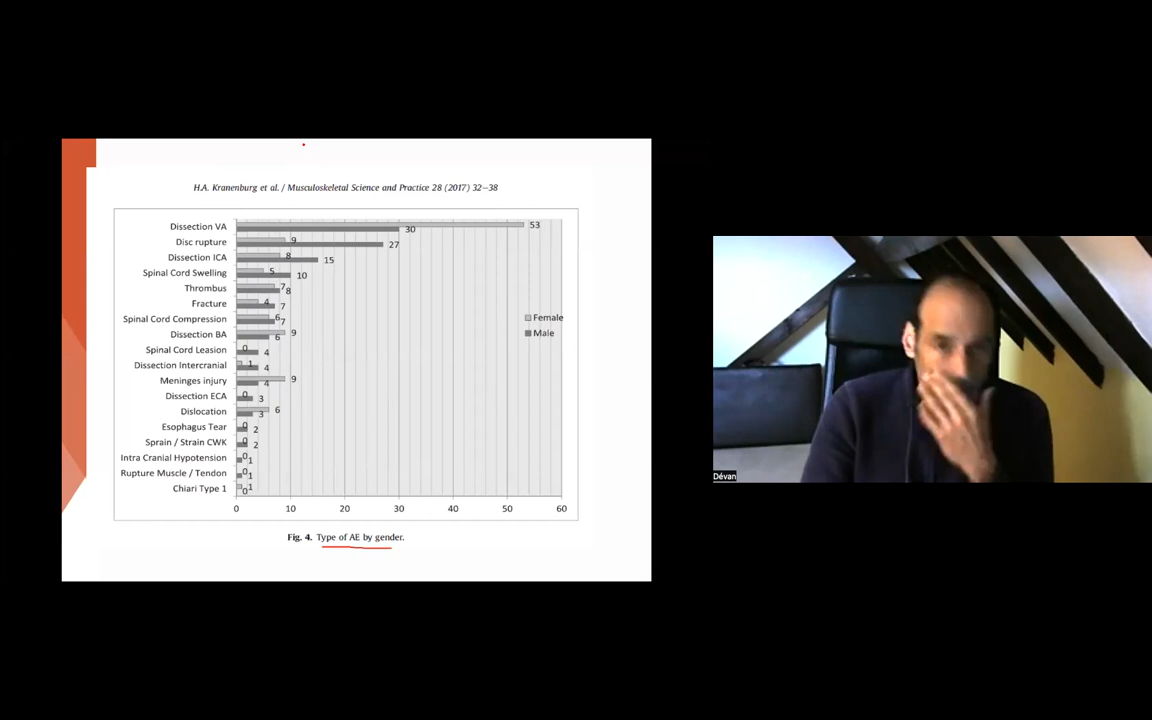 H.A. Kranenburg et al. / Musculoskeletal Science and Practice 28 (2017) 32–38
Dissection VA 53 30
Disc rupture 9 27
Dissection ICA 8 15
Spinal Cord Swelling 5 10
Thrombus 7 8
Fracture 4 7
Spinal Cord Compression 6 7
Dissection BA 9 6
Spinal Cord Leasion 0 4
Dissection Intercranial 1 4
Meninges injury 9 4
Dissection ECA 0 3
Dislocation 6 3
Esophagus Tear 0 2
Sprain / Strain CWK 0 2
Intra Cranial Hypotension 0 1
Rupture Muscle / Tendon 0 1
Chiari Type 1 1 0
Female
Male
0 10 20 30 40 50 60
Fig. 4. Type of AE by gender.
Dévan